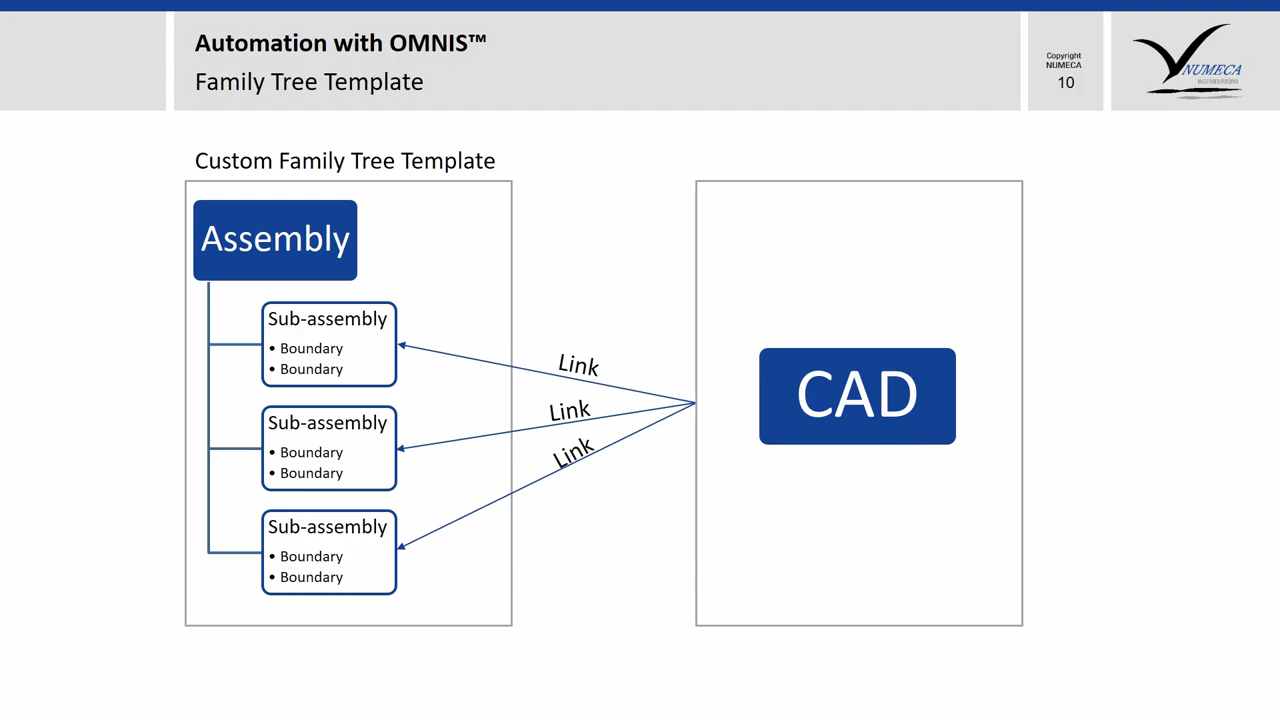 Automation with OMNIS™
Family Tree Template
Copyright
NUMECA
10
NUMECA
INGENIEURBÜRO
Custom Family Tree Template
Assembly
Sub-assembly
• Boundary
• Boundary
Sub-assembly
• Boundary
• Boundary
Sub-assembly
• Boundary
• Boundary
Link
Link
Link
CAD